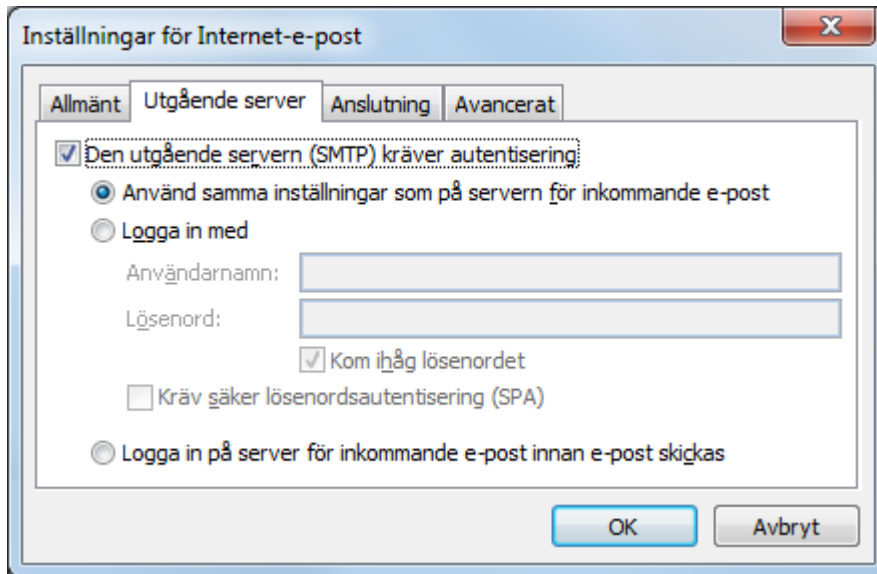 Inställningar för Internet-e-post
Allmänt Utgående server Anslutning Avancerat
Den utgående servern (SMTP) kräver autentisering
Använd samma inställningar som på servern för inkommande e-post
Logga in med
Användarnamn:
Lösenord:
Kom ihåg lösenordet
Kräv säker lösenordsautentisering (SPA)
Logga in på server för inkommande e-post innan e-post skickas
OK Avbryt